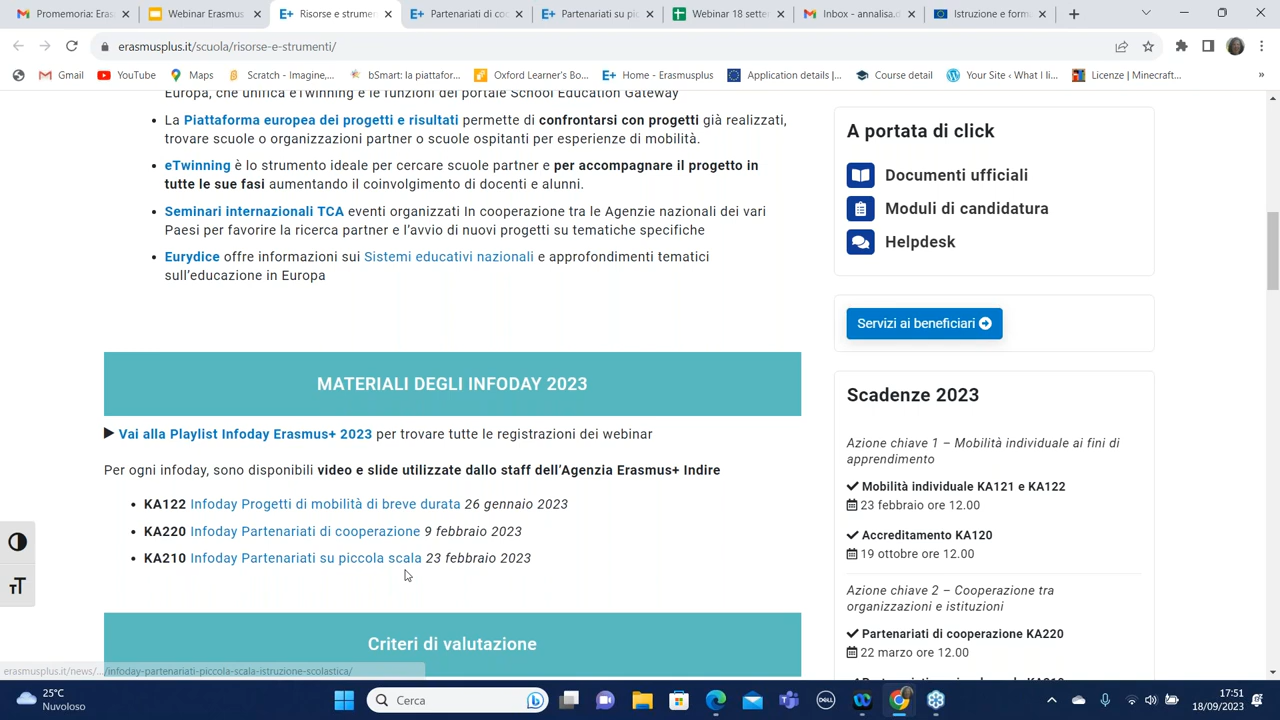 Promemoria: Eras
Webinar Erasmus
Risorse e strumen
Partenariati di co
Partenariati su pic
Webinar 18 sette
Inbox - annalisa.d
Istruzione e form
erasmusplus.it/scuola/risorse-e-strumenti/
Gmail
YouTube
Maps
Scratch - Imagine,...
bSmart: la piattafor...
Oxford Learner's Bo...
Home - Erasmusplus
Application details |...
Course detail
Your Site ‹ What I li...
Licenze | Minecraft...
Europa, che unifica eTwinning e le funzioni del portale School Education Gateway
• La Piattaforma europea dei progetti e risultati permette di confrontarsi con progetti già realizzati,
trovare scuole o organizzazioni partner o scuole ospitanti per esperienze di mobilità.
• eTwinning è lo strumento ideale per cercare scuole partner e per accompagnare il progetto in
tutte le sue fasi aumentando il coinvolgimento di docenti e alunni.
• Seminari internazionali TCA eventi organizzati In cooperazione tra le Agenzie nazionali dei vari
Paesi per favorire la ricerca partner e l'avvio di nuovi progetti su tematiche specifiche
• Eurydice offre informazioni sui Sistemi educativi nazionali e approfondimenti tematici
sull'educazione in Europa
MATERIALI DEGLI INFODAY 2023
Vai alla Playlist Infoday Erasmus+ 2023 per trovare tutte le registrazioni dei webinar
Per ogni infoday, sono disponibili video e slide utilizzate dallo staff dell'Agenzia Erasmus+ Indire
• KA122 Infoday Progetti di mobilità di breve durata 26 gennaio 2023
• KA220 Infoday Partenariati di cooperazione 9 febbraio 2023
• KA210 Infoday Partenariati su piccola scala 23 febbraio 2023
Criteri di valutazione
A portata di click
Documenti ufficiali
Moduli di candidatura
Helpdesk
Servizi ai beneficiari
Scadenze 2023
Azione chiave 1 – Mobilità individuale ai fini di
apprendimento
Mobilità individuale KA121 e KA122
23 febbraio ore 12.00
Accreditamento KA120
19 ottobre ore 12.00
Azione chiave 2 – Cooperazione tra
organizzazioni e istituzioni
Partenariati di cooperazione KA220
22 marzo ore 12.00
erasmusplus.it/news/.../infoday-partenariati-piccola-scala-istruzione-scolastica/
25°C
Nuvoloso
Cerca
17:51
18/09/2023